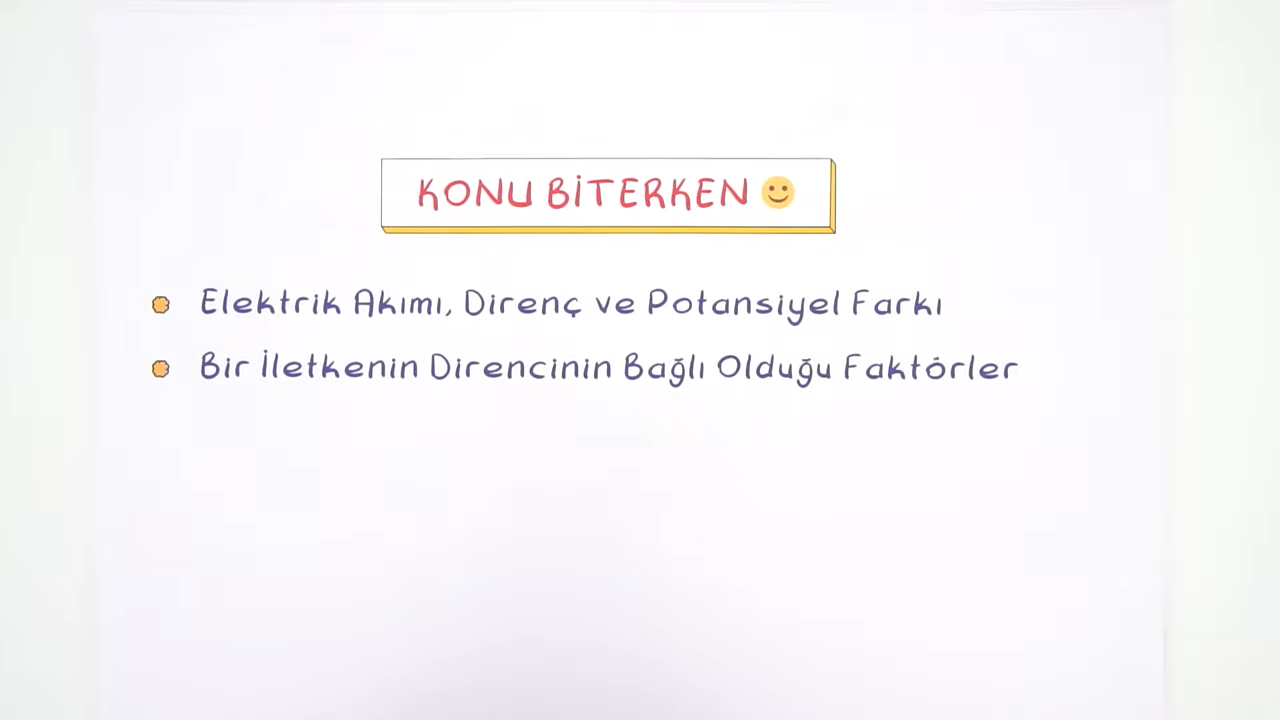 KONU BİTERKEN 🙂
Elektrik Akımı, Direnç ve Potansiyel Farkı
Bir İletkenin Direncinin Bağlı Olduğu Faktörler